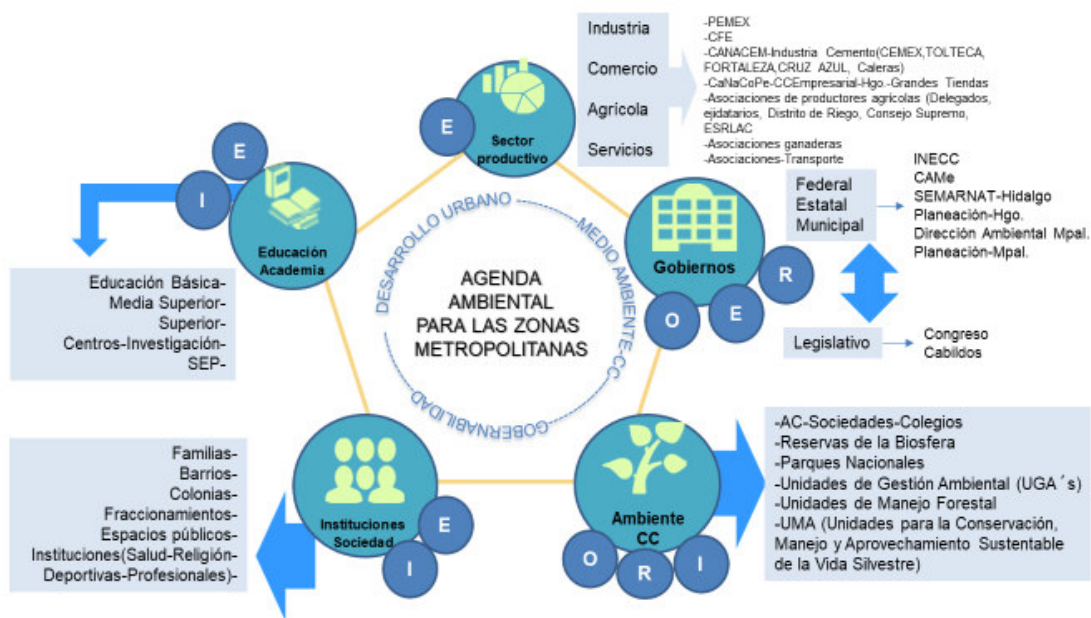 Industria
Comercio
Agrícola
Servicios
-PEMEX
-CFE
-CANACEM-Industria Cemento(CEMEX,TOLTECA,
FORTALEZA,CRUZ AZUL, Caleras)
-CaNaCoPe-CCEmpresarial-Hgo.-Grandes Tiendas
-Asociaciones de productores agrícolas (Delegados,
ejidatarios, Distrito de Riego, Consejo Supremo,
ESRLAC
-Asociaciones ganaderas
-Asociaciones-Transporte
E
Sector
productivo
E
I
Educación
Academia
Educación Básica-
Media Superior-
Superior-
Centros-Investigación-
SEP-
DESARROLLO URBANO
MEDIO AMBIENTE-CC
GOBERNABILIDAD
AGENDA
AMBIENTAL
PARA LAS ZONAS
METROPOLITANAS
Gobiernos
O
E
R
Federal
Estatal
Municipal
INECC
CAMe
SEMARNAT-Hidalgo
Planeación-Hgo.
Dirección Ambiental Mpal.
Planeación-Mpal.
Legislativo
Congreso
Cabildos
Familias-
Barrios-
Colonias-
Fraccionamientos-
Espacios públicos-
Instituciones(Salud-Religión-
Deportivas-Profesionales)-
Instituciones
Sociedad
E
I
Ambiente
CC
O
R
I
-AC-Sociedades-Colegios
-Reservas de la Biosfera
-Parques Nacionales
-Unidades de Gestión Ambiental (UGA´s)
-Unidades de Manejo Forestal
-UMA (Unidades para la Conservación,
Manejo y Aprovechamiento Sustentable
de la Vida Silvestre)